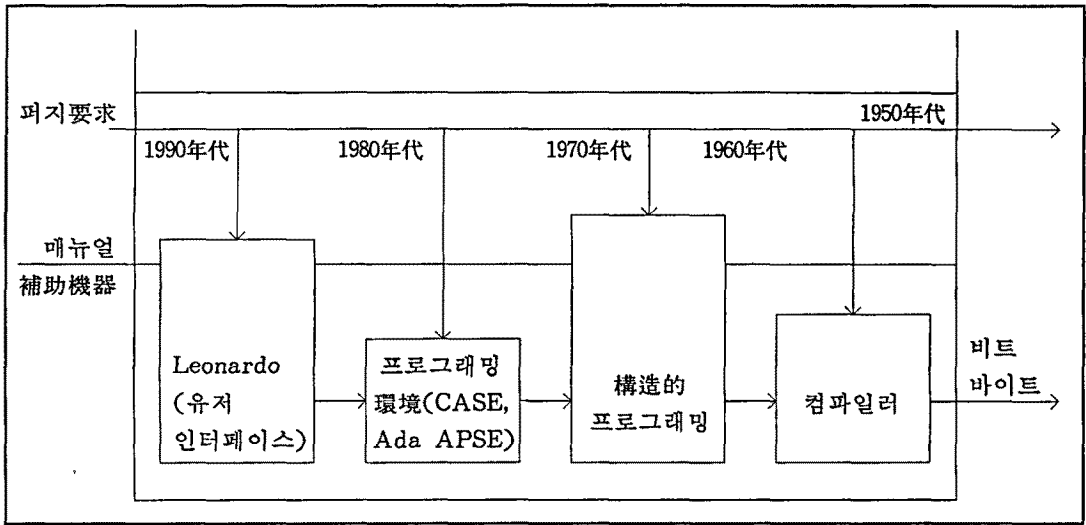 1950年代
퍼지要求
1990年代
1980年代
1970年代
1960年代
매뉴얼
補助機器
Leonardo
(유저
인터페이스)
프로그래밍
環境(CASE,
Ada APSE)
構造的
프로그래밍
컴파일러
비트
바이트